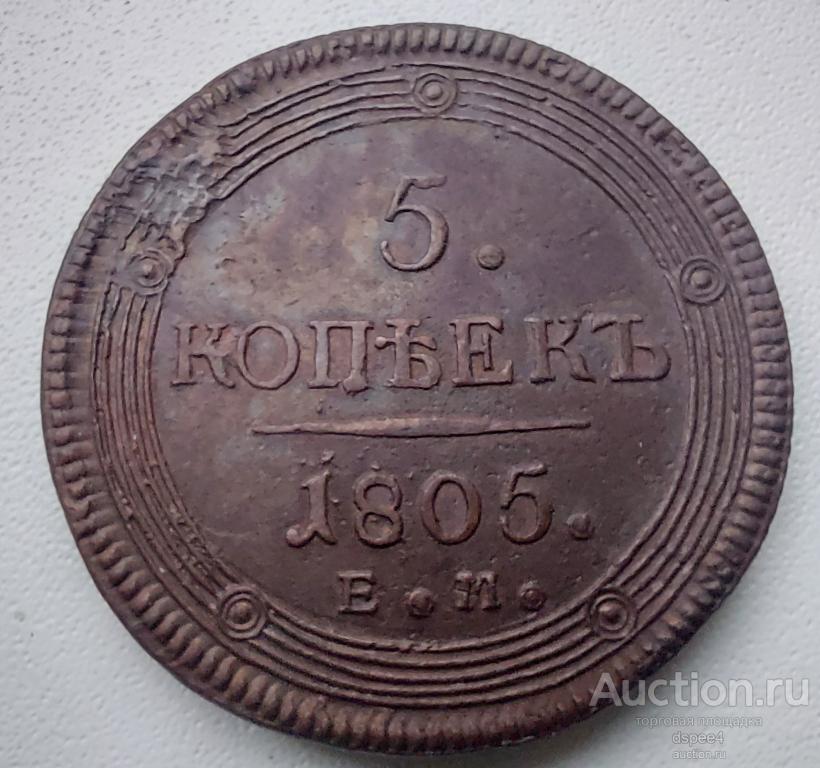 5.
КОПѢЕКЪ
1805.
Е.М.
Auction.ru
торговая площадка
dspee4
auction.ru